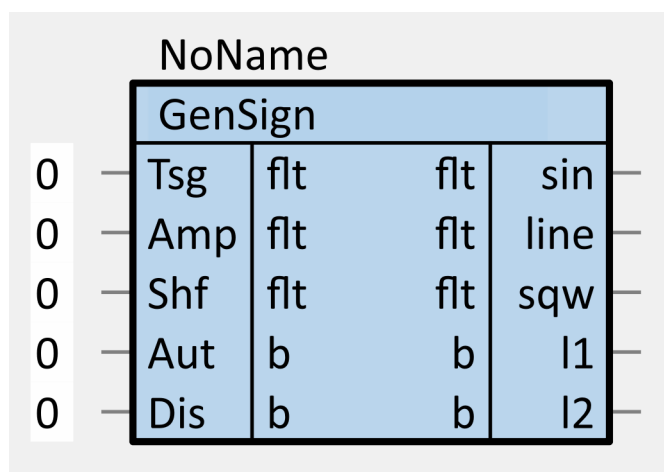 NoName
GenSign
0 Tsg flt flt sin
0 Amp flt flt line
0 Shf flt flt sqw
0 Aut b b l1
0 Dis b b l2